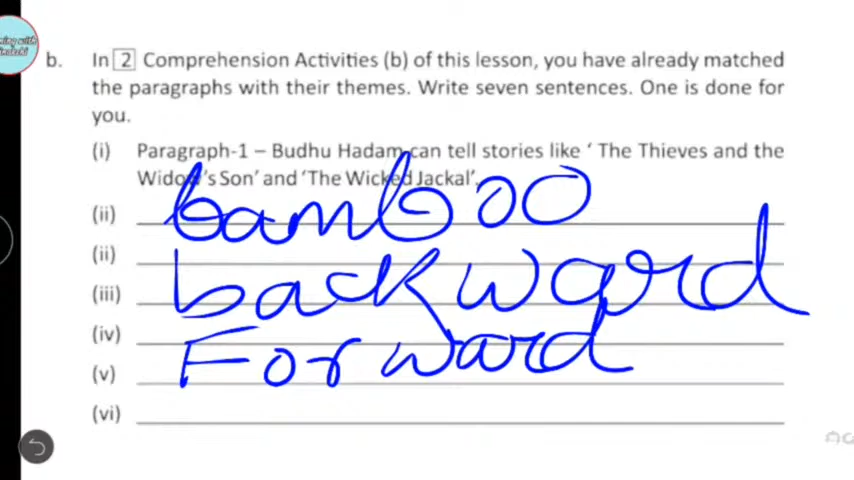 b. In 2 Comprehension Activities (b) of this lesson, you have already matched
the paragraphs with their themes. Write seven sentences. One is done for
you.
(i) Paragraph-1 – Budhu Hadam can tell stories like ‘ The Thieves and the
Widow’s Son’ and ‘The Wicked Jackal’.
(ii)
bamboo
(ii)
(iii)
backward
(iv)
Forward
(v)
(vi)